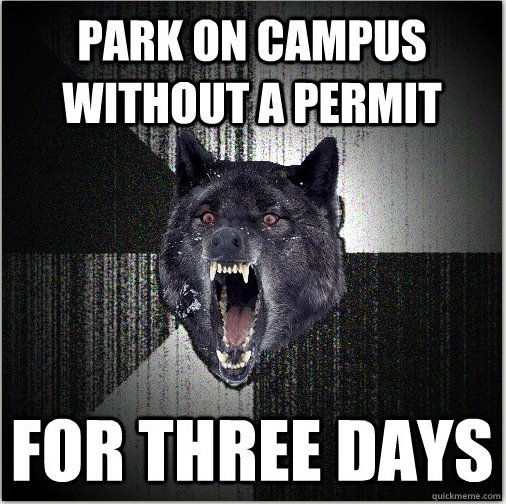 PARK ON CAMPUS
WITHOUT A PERMIT
FOR THREE DAYS
quickmeme.com